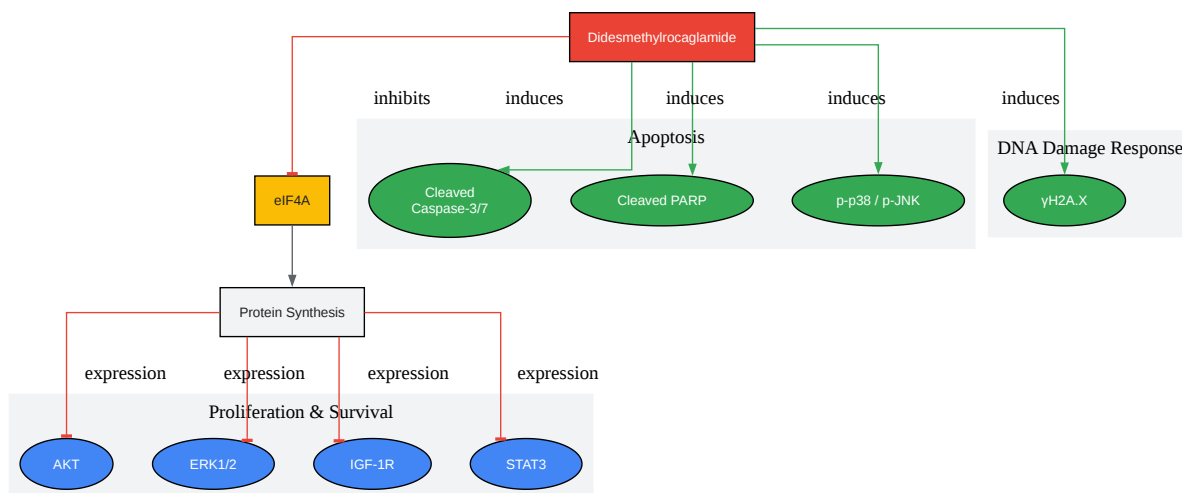 Didesmethylrocaglamide
inhibits
induces
induces
induces
induces
Apoptosis
DNA Damage Response
eIF4A
Cleaved
Caspase-3/7
Cleaved PARP
p-p38 / p-JNK
γH2A.X
Protein Synthesis
expression
expression
expression
expression
Proliferation & Survival
AKT
ERK1/2
IGF-1R
STAT3